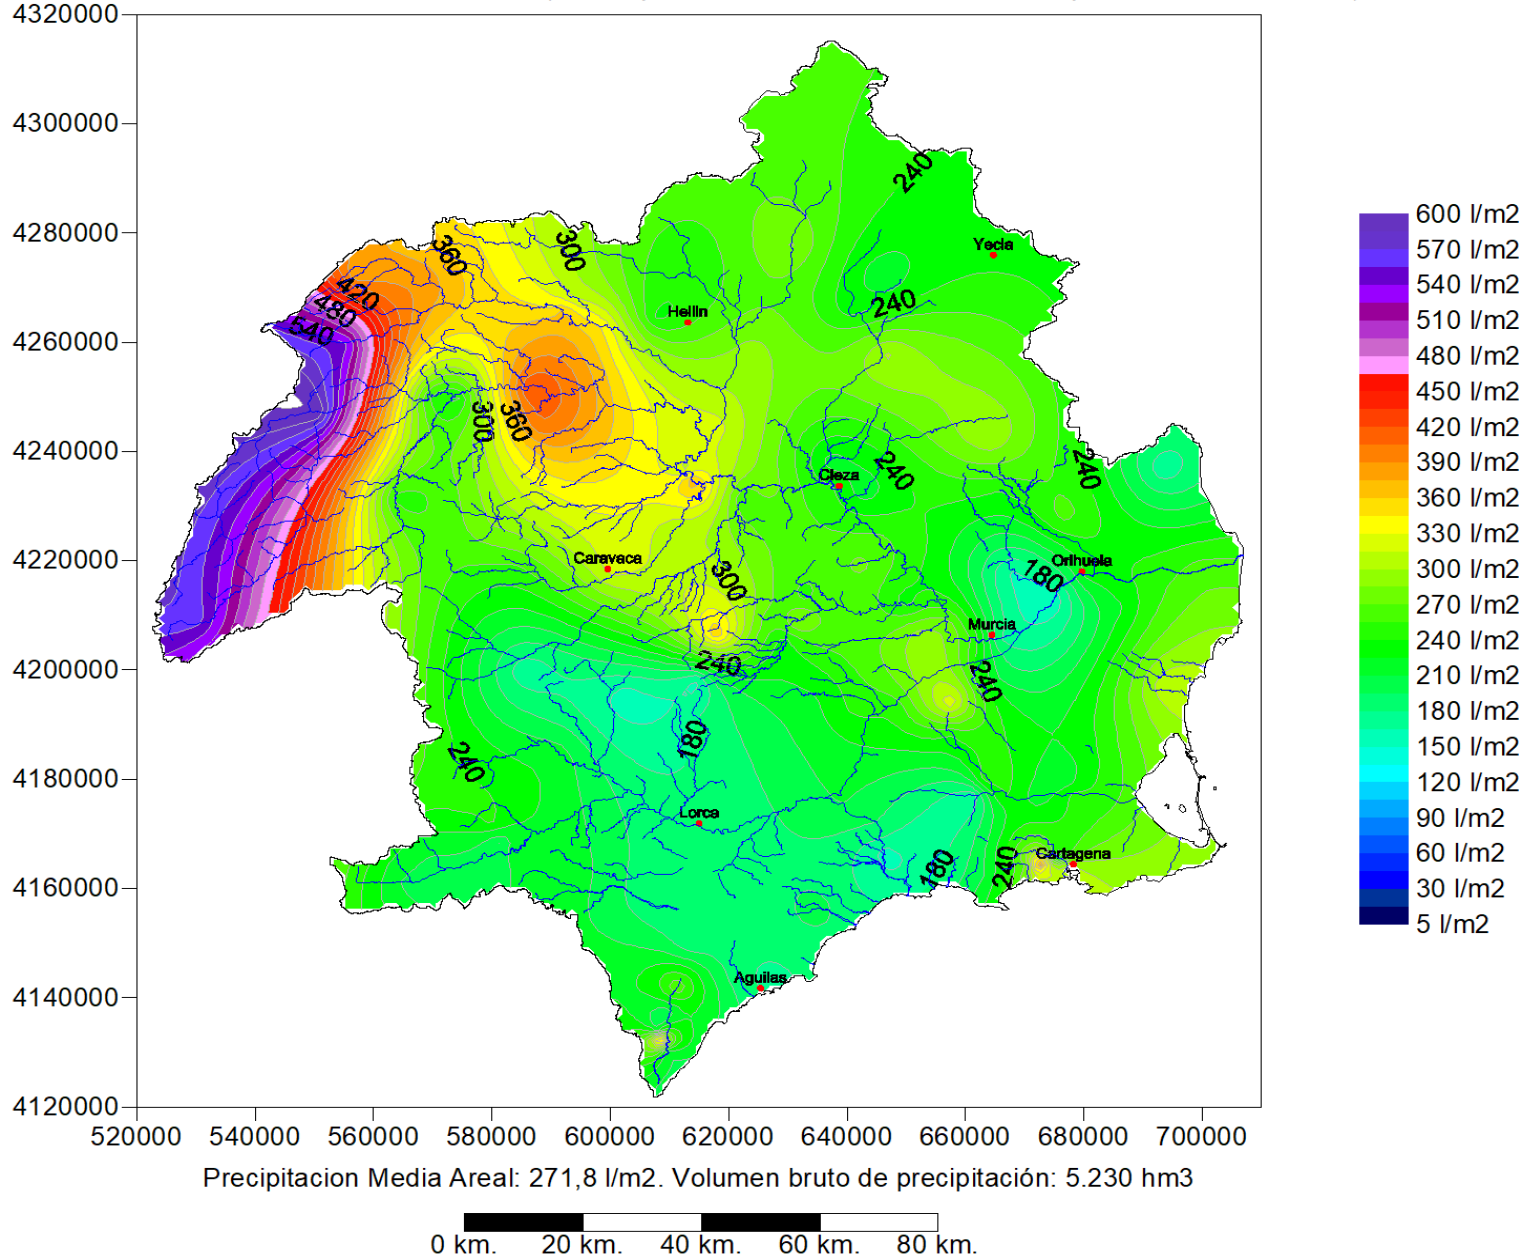 4320000
4300000
4280000
4260000
4240000
4220000
4200000
4180000
4160000
4140000
4120000
520000 540000 560000 580000 600000 620000 640000 660000 680000 700000
240
Yecla
360
300
420
480
540
240
Hellin
300
360
Cieza
240
240
Caravaca
300
Orihuela
180
Murcia
240
240
180
240
Lorca
Cartagena
180
240
Aguilas
600 l/m2
570 l/m2
540 l/m2
510 l/m2
480 l/m2
450 l/m2
420 l/m2
390 l/m2
360 l/m2
330 l/m2
300 l/m2
270 l/m2
240 l/m2
210 l/m2
180 l/m2
150 l/m2
120 l/m2
90 l/m2
60 l/m2
30 l/m2
5 l/m2
Precipitacion Media Areal: 271,8 l/m2. Volumen bruto de precipitación: 5.230 hm3
0 km. 20 km. 40 km. 60 km. 80 km.